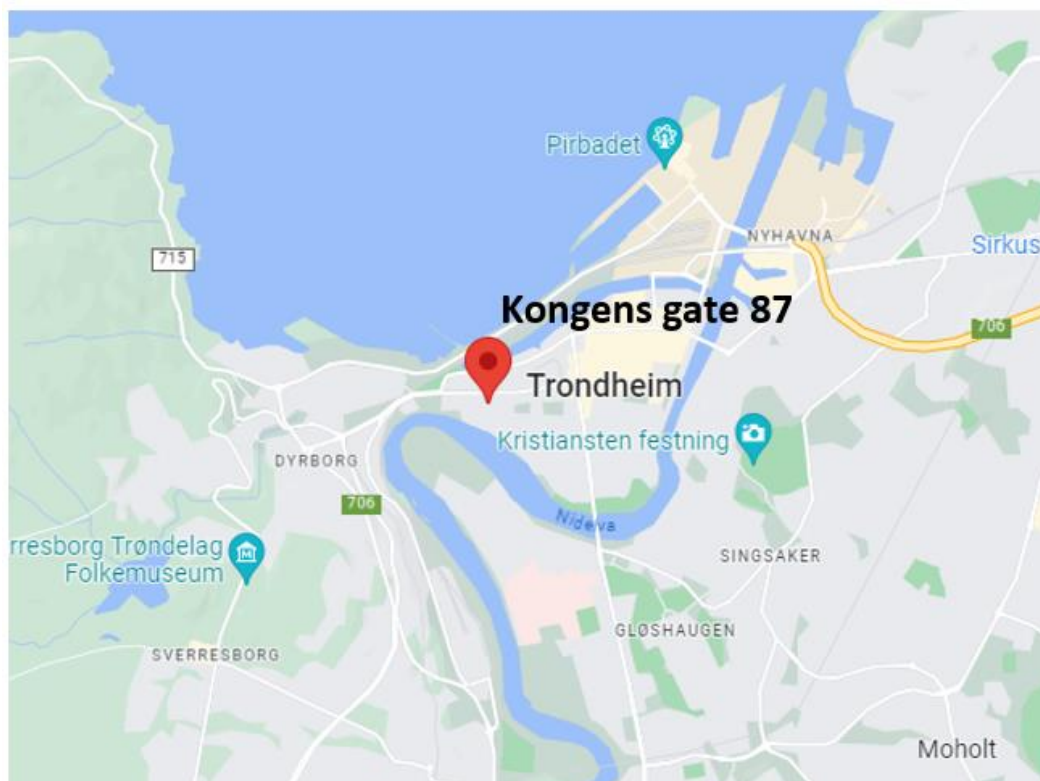 Pirbadet
NYHAVNA
Sirkus
715
Kongens gate 87
706
Trondheim
Kristiansten festning
DYRBORG
706
Nidelva
rresborg Trøndelag
Folkemuseum
SINGSAKER
GLØSHAUGEN
SVERRESBORG
Moholt